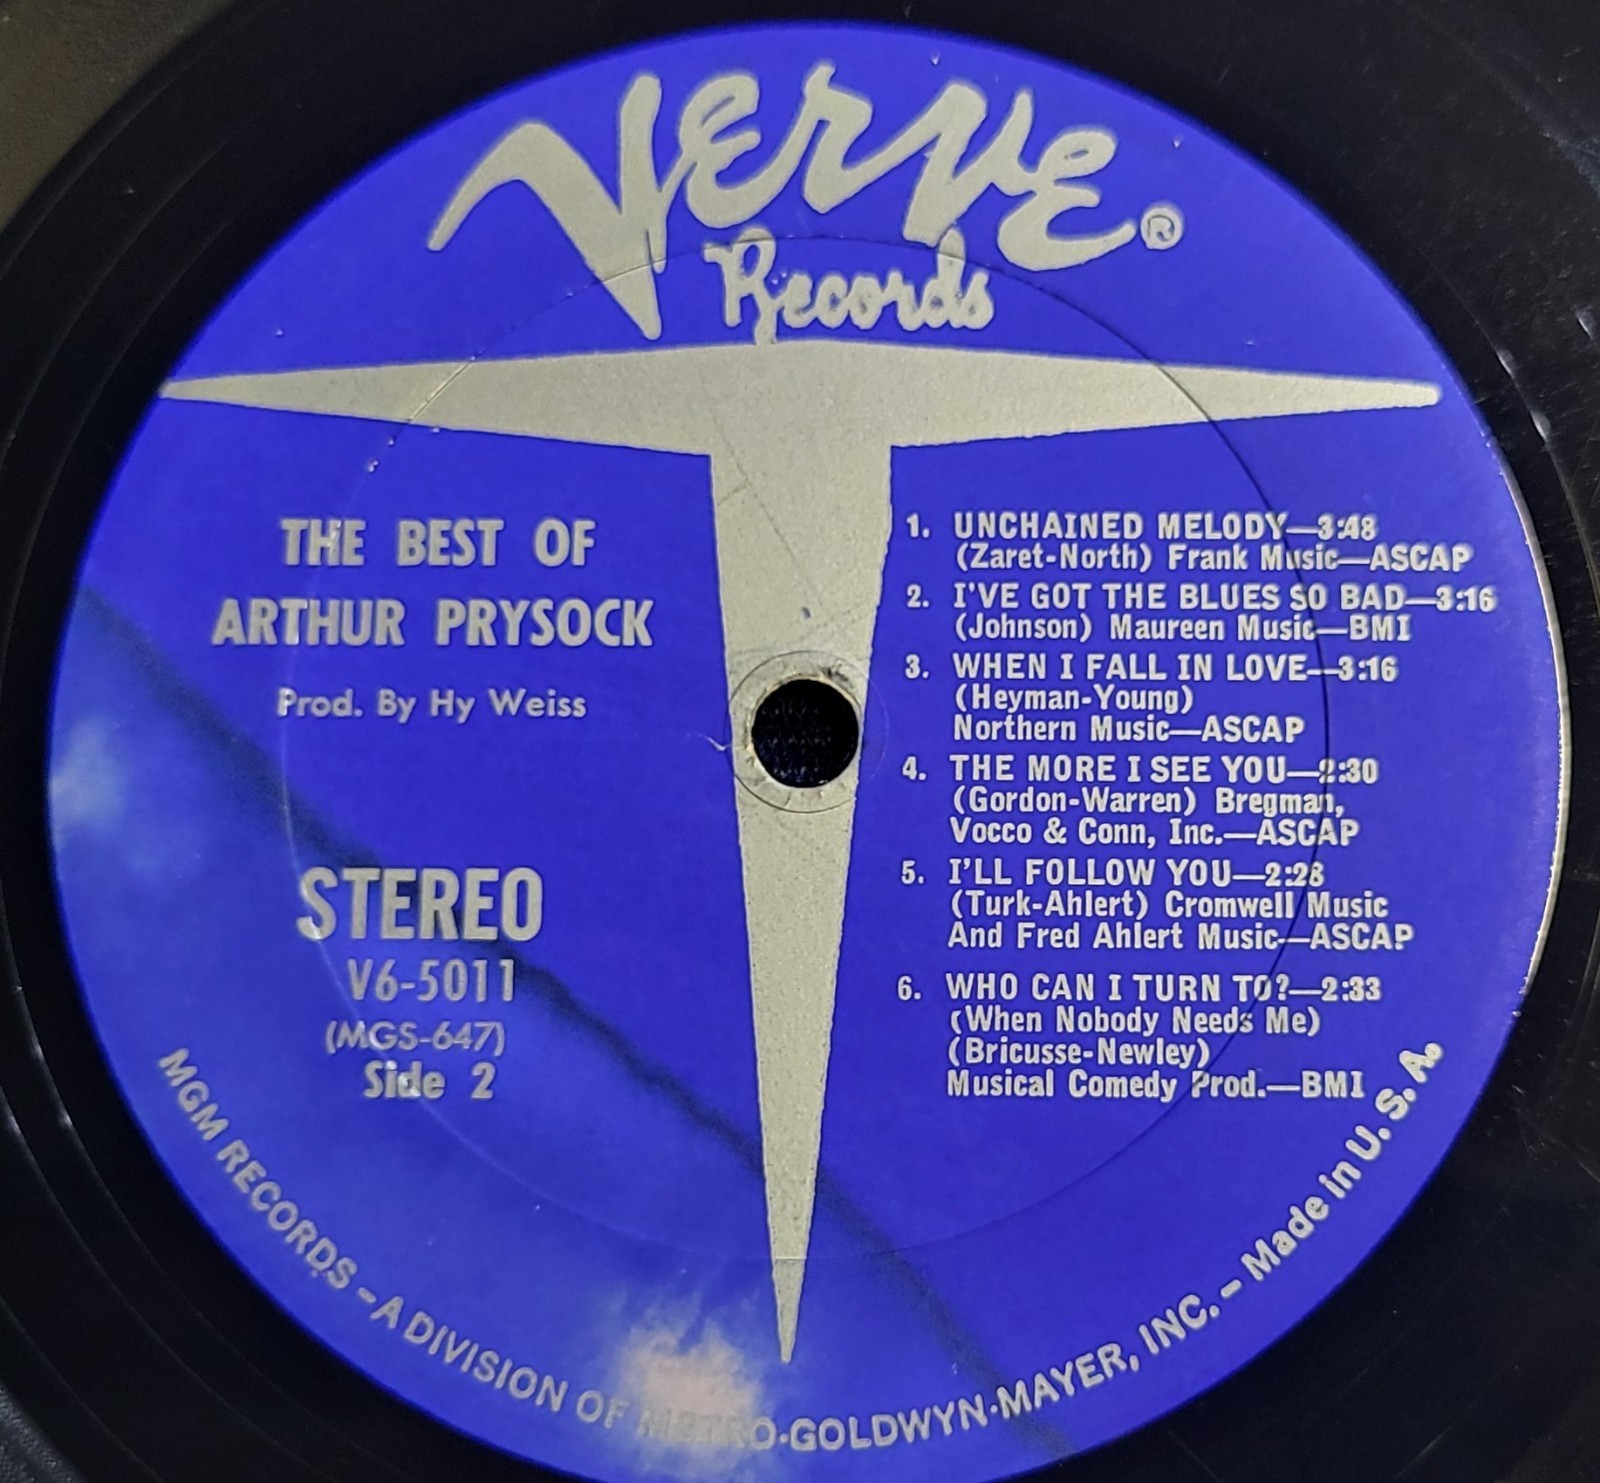 Verve®
Records
THE BEST OF
ARTHUR PRYSOCK
Prod. By Hy Weiss
STEREO
V6-5011
(MGS-647)
Side 2
1. UNCHAINED MELODY—3:48
(Zaret-North) Frank Music—ASCAP
2. I'VE GOT THE BLUES SO BAD—3:16
(Johnson) Maureen Music—BMI
3. WHEN I FALL IN LOVE—3:16
(Heyman-Young)
Northern Music—ASCAP
4. THE MORE I SEE YOU—2:30
(Gordon-Warren) Bregman,
Vocco & Conn, Inc.—ASCAP
5. I'LL FOLLOW YOU—2:28
(Turk-Ahlert) Cromwell Music
And Fred Ahlert Music—ASCAP
6. WHO CAN I TURN TO?—2:33
(When Nobody Needs Me)
(Bricusse-Newley)
Musical Comedy Prod.—BMI
MGM RECORDS – A DIVISION OF METRO·GOLDWYN·MAYER, INC. – Made in U. S. A.